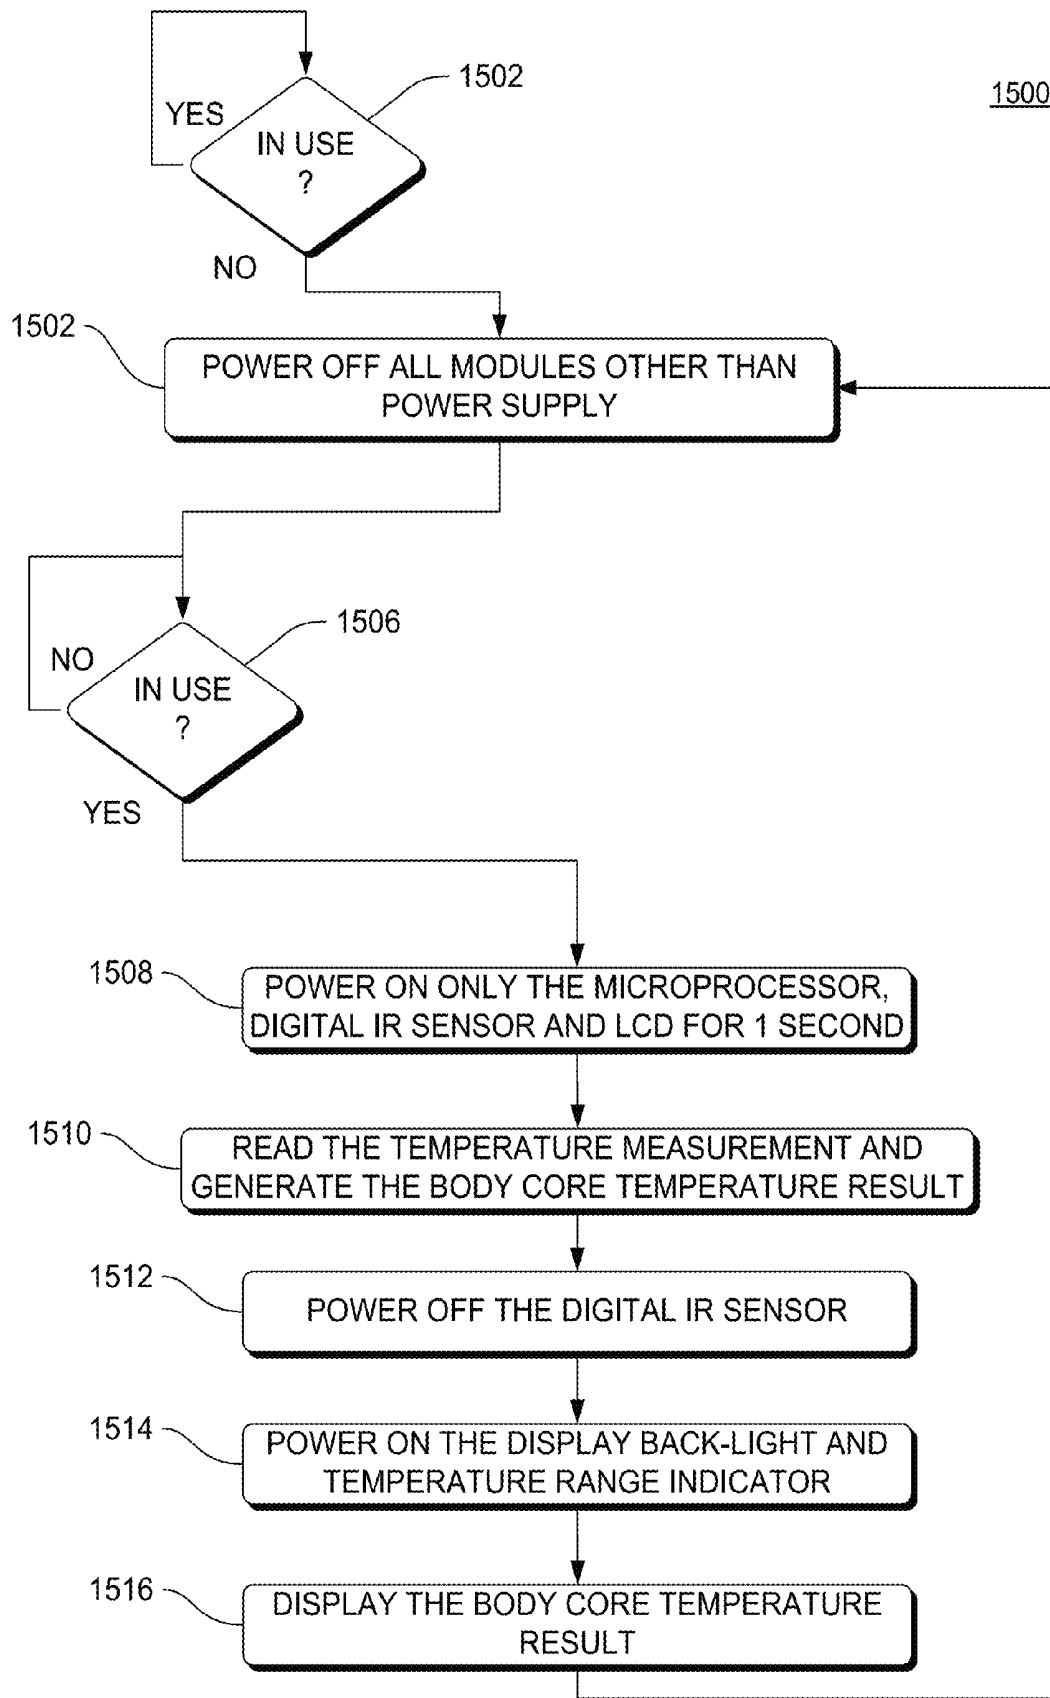 1502
1500
YES
IN USE
?
NO
1502
POWER OFF ALL MODULES OTHER THAN
POWER SUPPLY
1506
NO
IN USE
?
YES
1508
POWER ON ONLY THE MICROPROCESSOR,
DIGITAL IR SENSOR AND LCD FOR 1 SECOND
1510
READ THE TEMPERATURE MEASUREMENT AND
GENERATE THE BODY CORE TEMPERATURE RESULT
1512
POWER OFF THE DIGITAL IR SENSOR
1514
POWER ON THE DISPLAY BACK-LIGHT AND
TEMPERATURE RANGE INDICATOR
1516
DISPLAY THE BODY CORE TEMPERATURE
RESULT